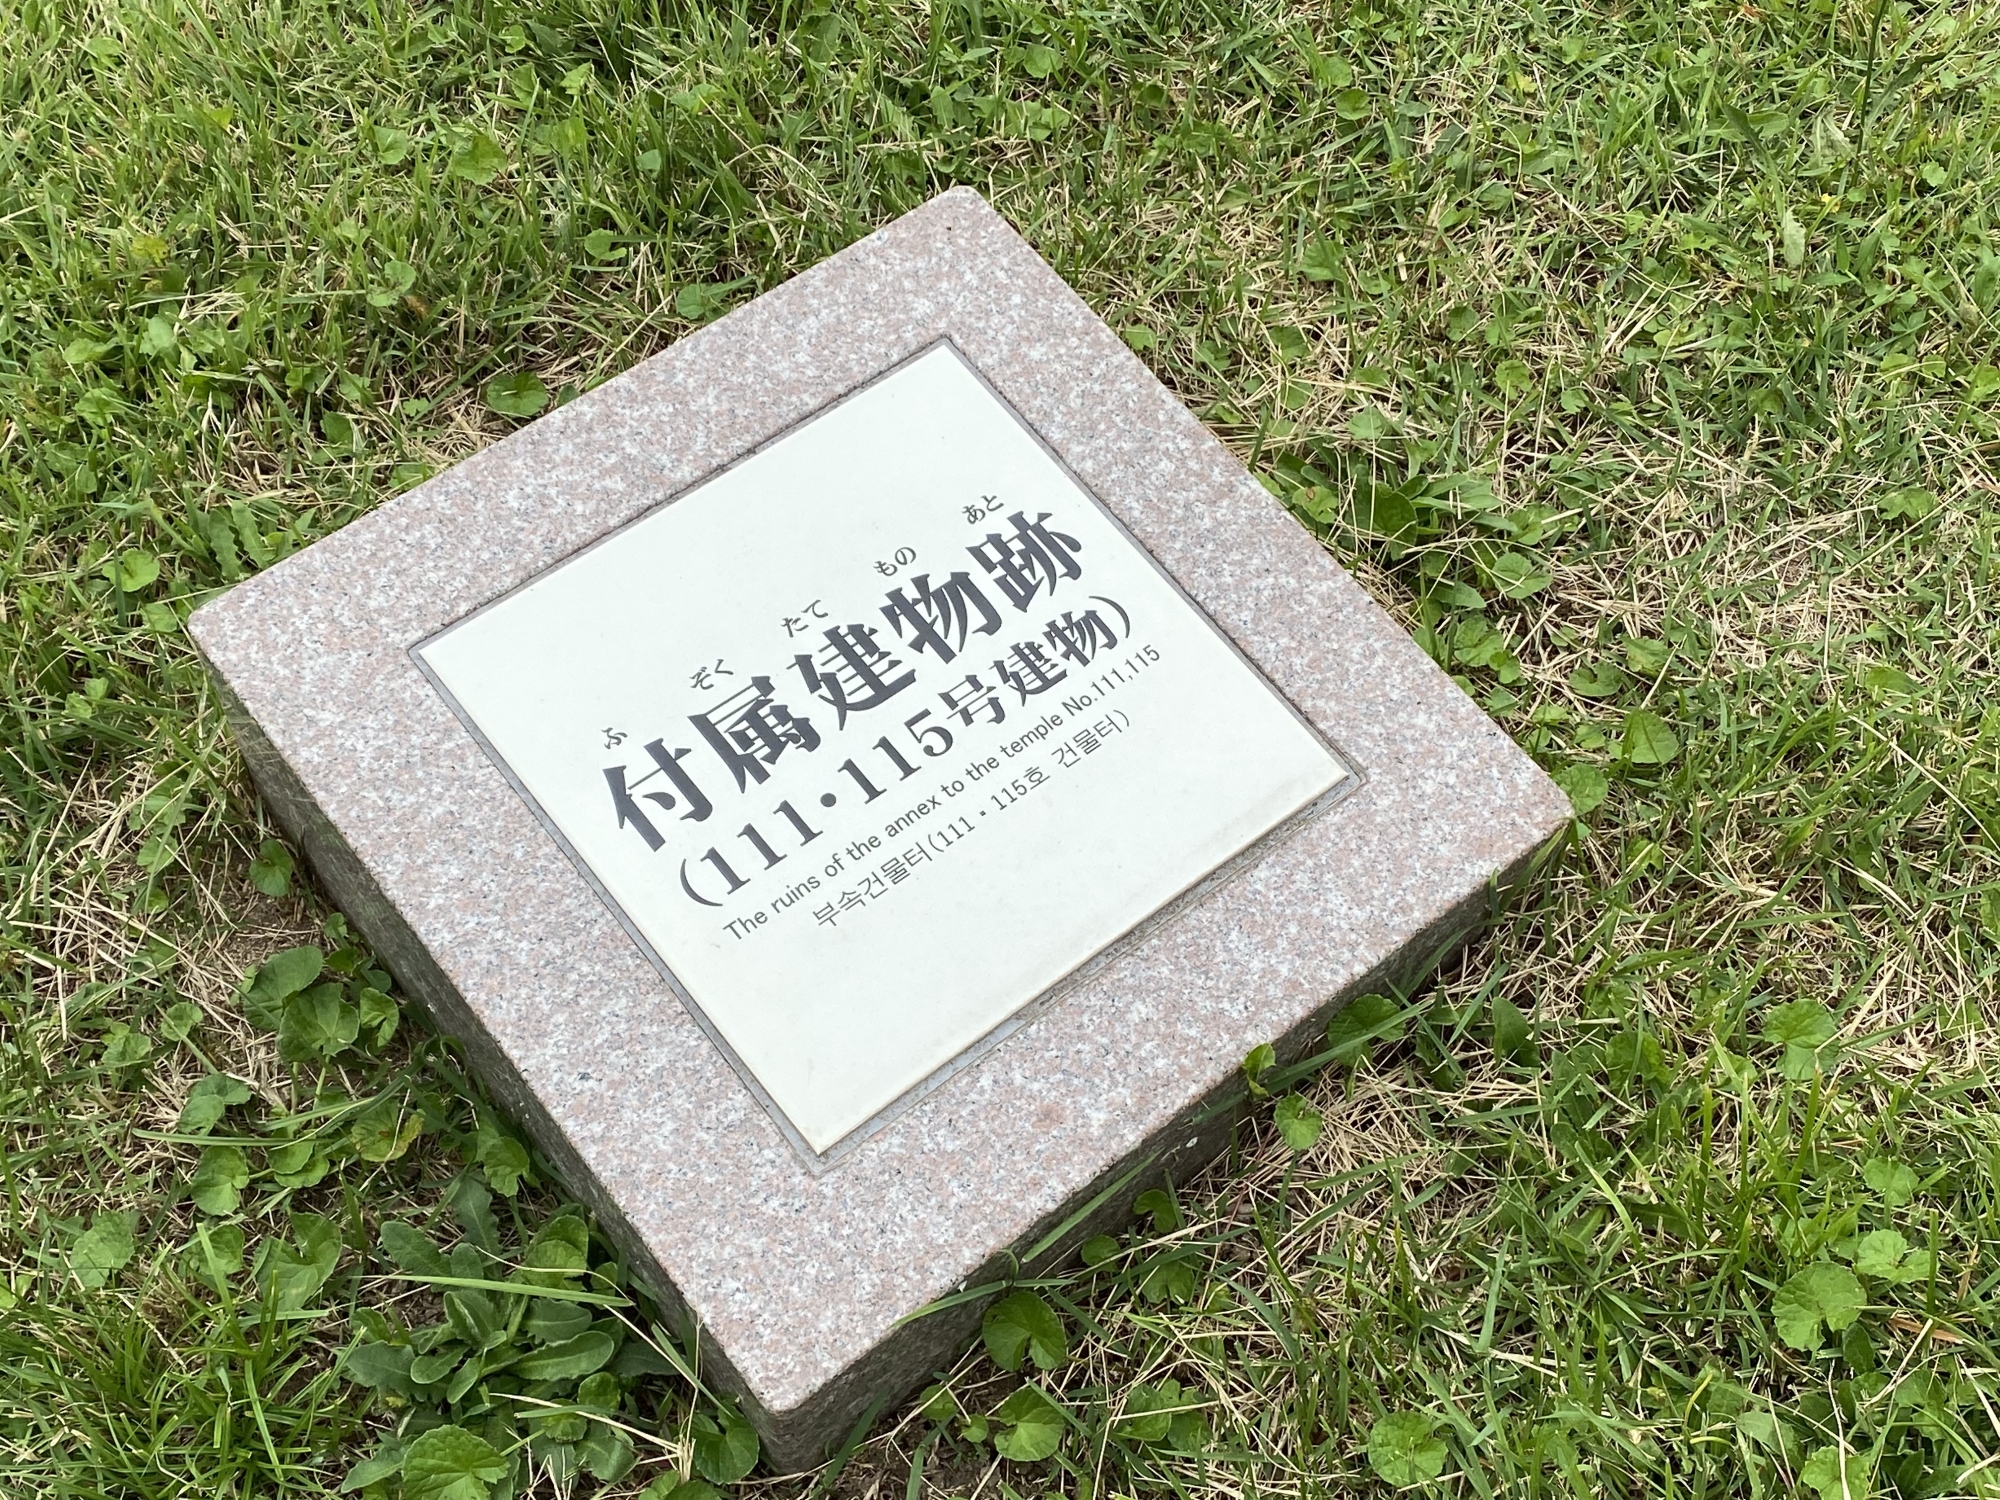 ふ ぞく たて もの あと
付属建物跡
(111・115号建物)
The ruins of the annex to the temple No.111,115
부속건물터(111・115호 건물터)